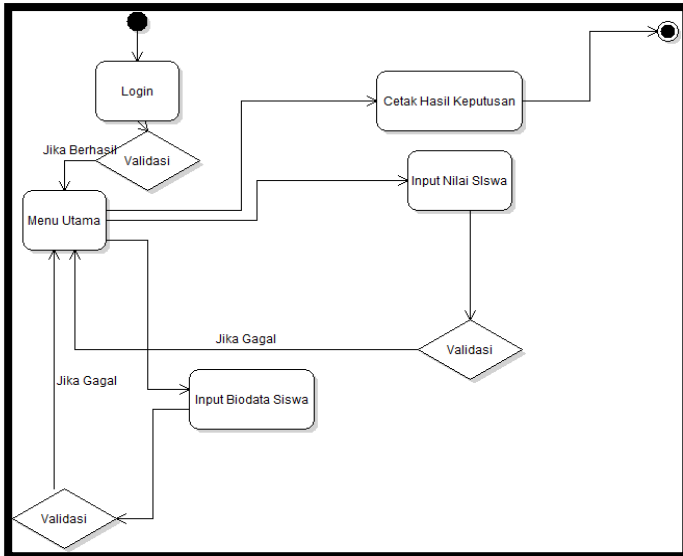 Login
Cetak Hasil Keputusan
Jika Berhasil
Validasi
Input Nilai SIswa
Menu Utama
Jika Gagal
Validasi
Jika Gagal
Input Biodata Siswa
Validasi